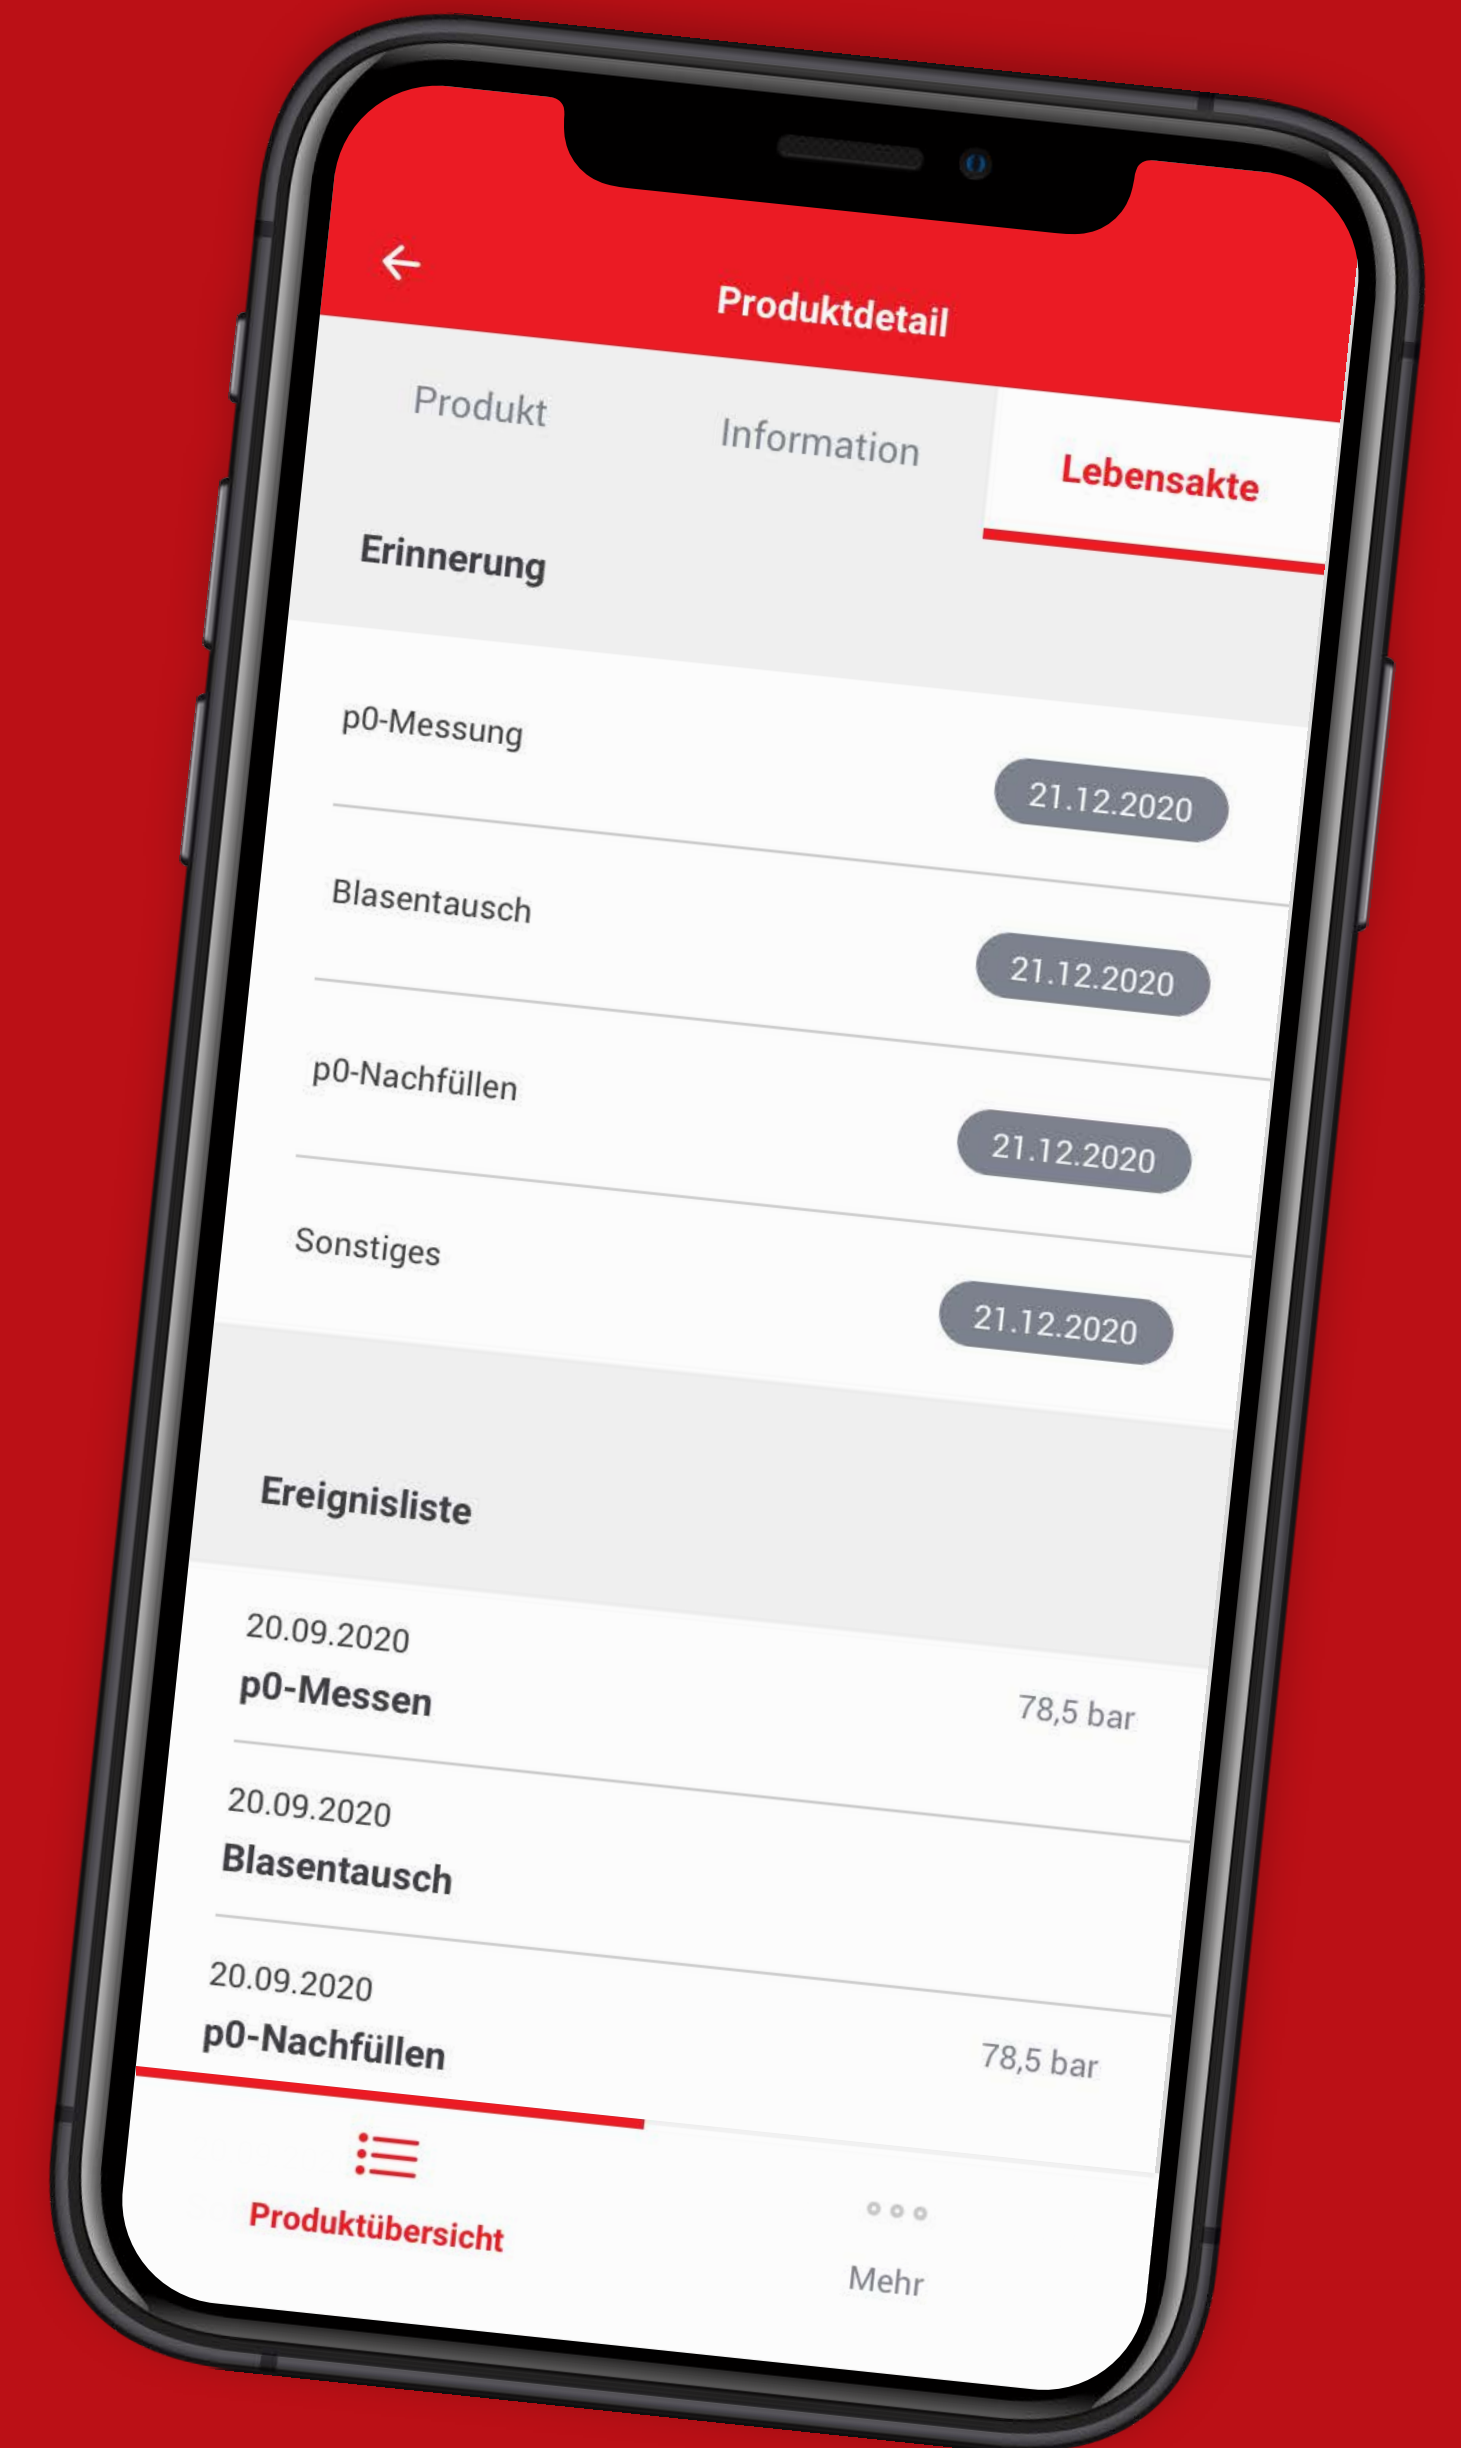 Produktdetail
Produkt
Information
Lebensakte
Erinnerung
p0-Messung
21.12.2020
Blasentausch
21.12.2020
p0-Nachfüllen
21.12.2020
Sonstiges
21.12.2020
Ereignisliste
20.09.2020
p0-Messen
78,5 bar
20.09.2020
Blasentausch
20.09.2020
p0-Nachfüllen
78,5 bar
Produktübersicht
Mehr